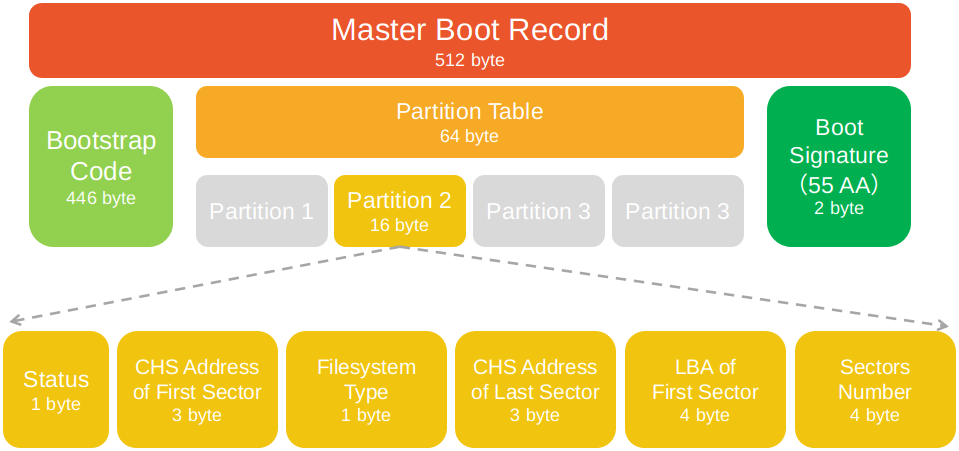 Master Boot Record
512 byte
Bootstrap
Code
446 byte
Partition Table
64 byte
Boot
Signature
（55 AA）
2 byte
Partition 1
Partition 2
16 byte
Partition 3
Partition 3
Status
1 byte
CHS Address
of First Sector
3 byte
Filesystem
Type
1 byte
CHS Address
of Last Sector
3 byte
LBA of
First Sector
4 byte
Sectors
Number
4 byte